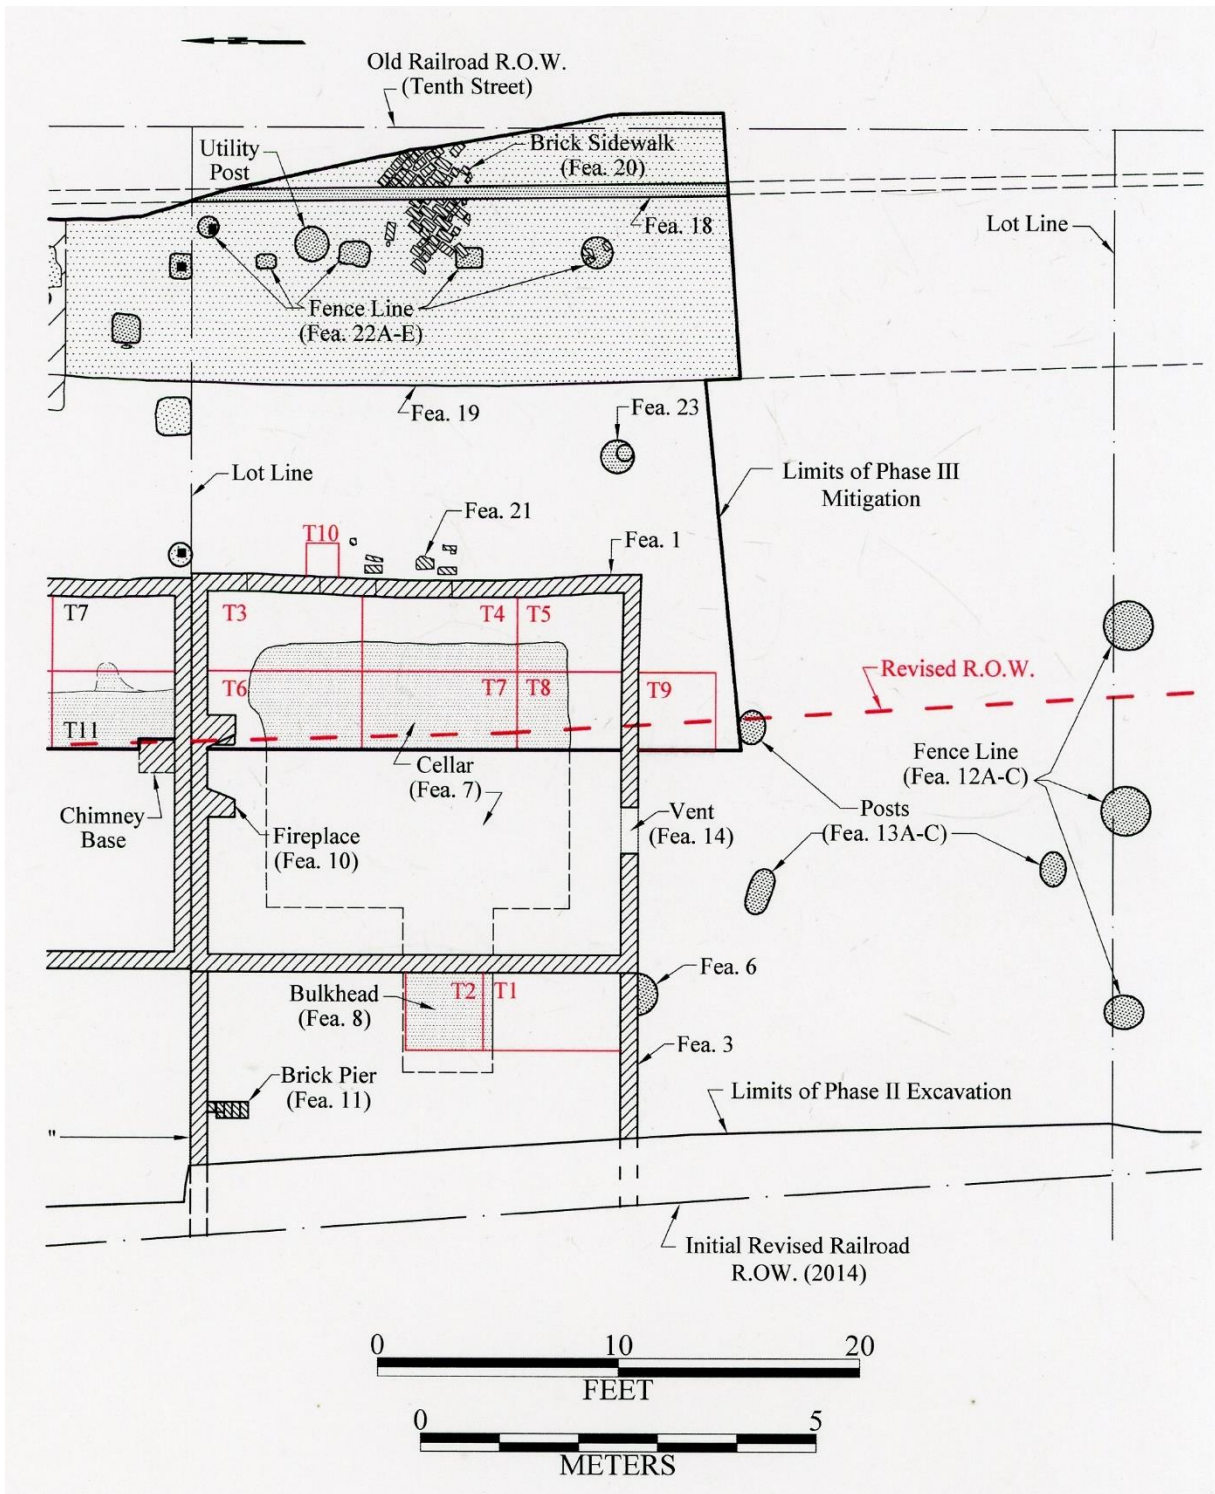 N
Old Railroad R.O.W.
(Tenth Street)
Utility
Post
Brick Sidewalk
(Fea. 20)
Fea. 18
Lot Line
Fence Line
(Fea. 22A-E)
Fea. 19
Fea. 23
Lot Line
Limits of Phase III
Mitigation
Fea. 21
T10
Fea. 1
T7
T3
T4
T5
T6
T7
T8
T9
Revised R.O.W.
T11
Cellar
(Fea. 7)
Fence Line
(Fea. 12A-C)
Chimney
Base
Fireplace
(Fea. 10)
Vent
(Fea. 14)
Posts
(Fea. 13A-C)
Fea. 6
Bulkhead
(Fea. 8)
T2
T1
Fea. 3
Brick Pier
(Fea. 11)
Limits of Phase II Excavation
"
Initial Revised Railroad
R.OW. (2014)
0 10 20
FEET
0 5
METERS